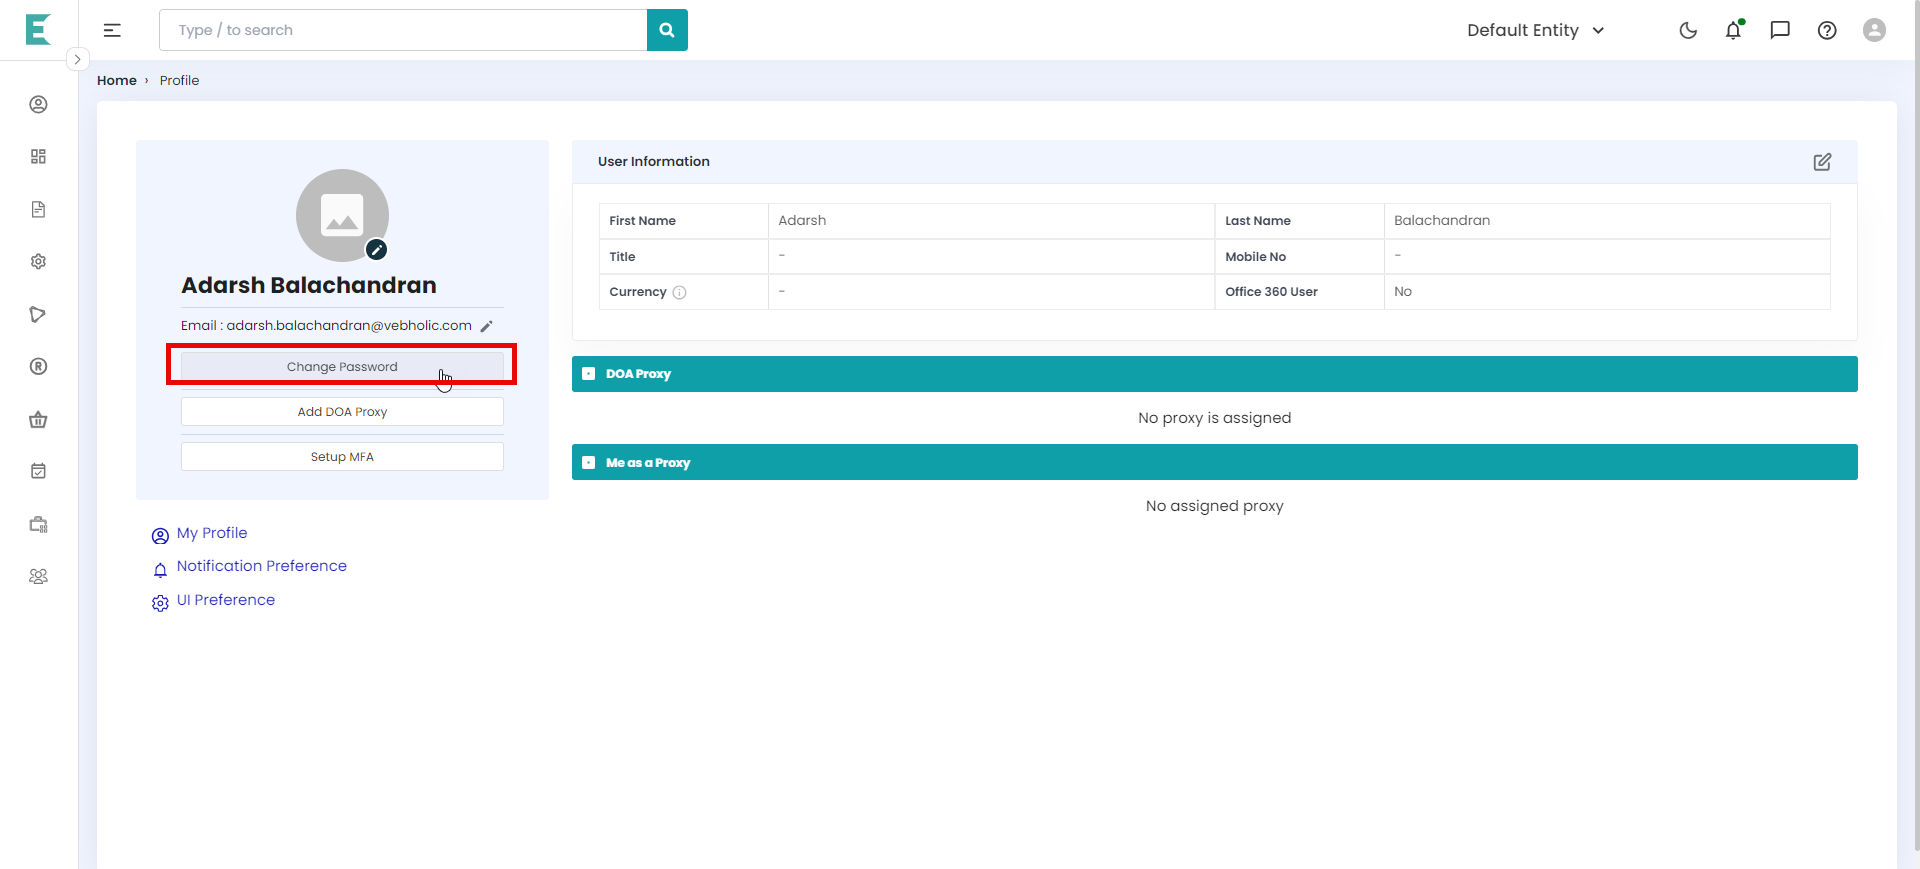 E
Type / to search
Default Entity
Home › Profile
Adarsh Balachandran
Email : adarsh.balachandran@vebholic.com
Change Password
Add DOA Proxy
Setup MFA
My Profile
Notification Preference
UI Preference
User Information
First Name Adarsh Last Name Balachandran
Title - Mobile No -
Currency - Office 360 User No
DOA Proxy
No proxy is assigned
Me as a Proxy
No assigned proxy